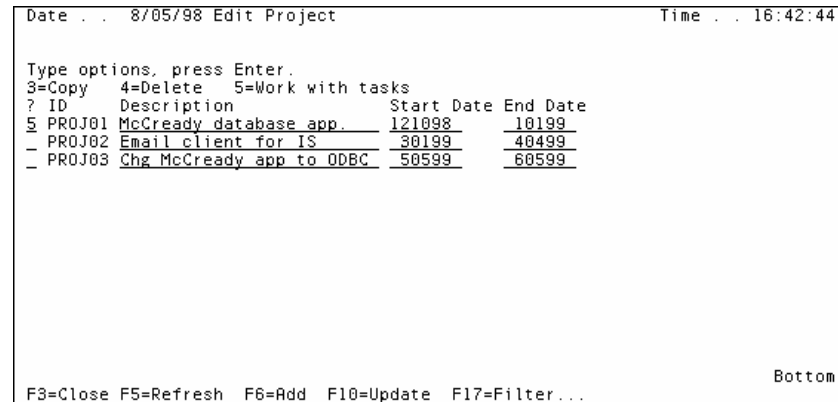 Date . .   8/05/98 Edit Project                                Time . . 16:42:44
Type options, press Enter.
3=Copy   4=Delete   5=Work with tasks
? ID     Description               Start Date End Date
5 PROJ01 McCready database app.    121098      10199
_ PROJ02 Email client for IS        30199      40499
_ PROJ03 Chg McCready app to ODBC   50599      60599
Bottom
F3=Close F5=Refresh  F6=Add  F10=Update  F17=Filter...